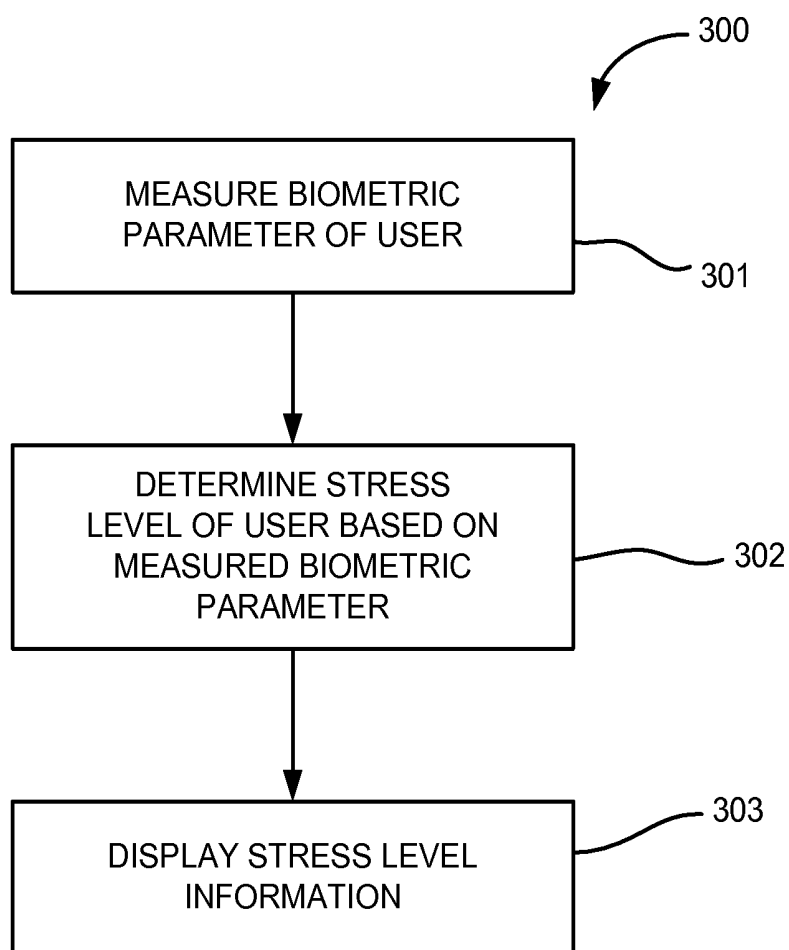 300
MEASURE BIOMETRIC
PARAMETER OF USER
301
DETERMINE STRESS
LEVEL OF USER BASED ON
MEASURED BIOMETRIC
PARAMETER
302
303
DISPLAY STRESS LEVEL
INFORMATION